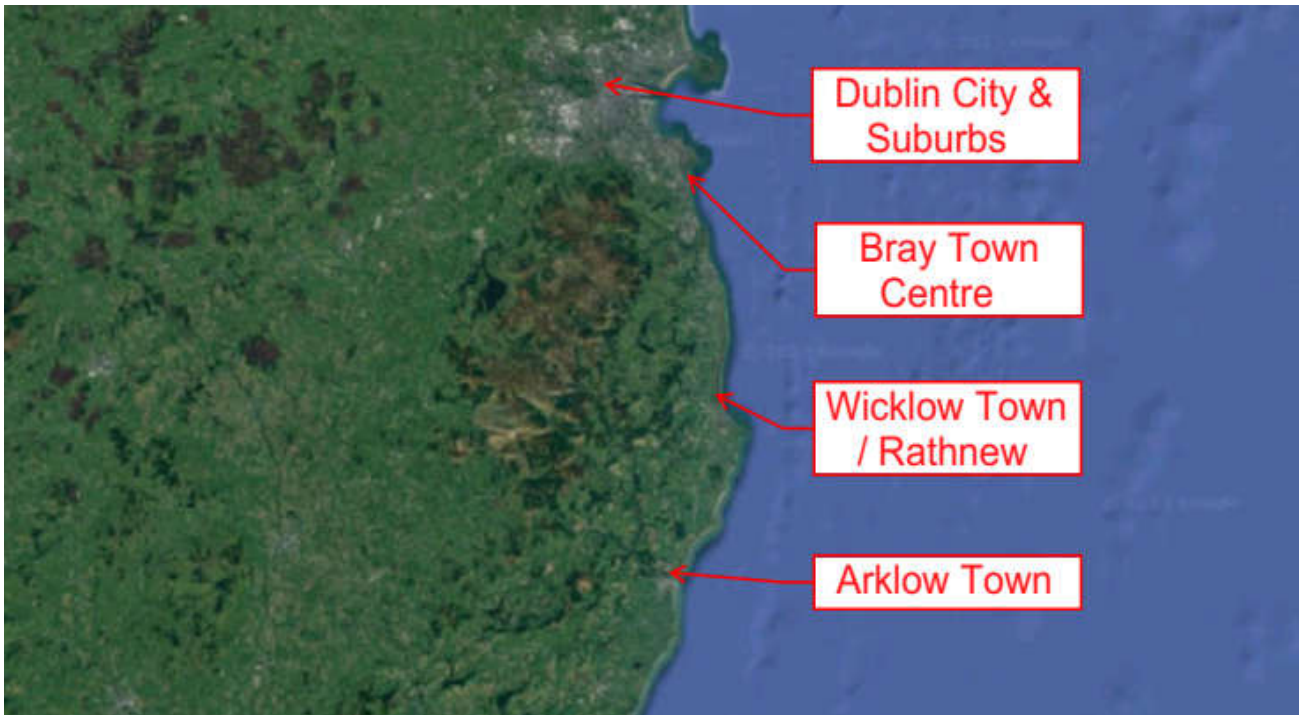 Dublin City &
Suburbs
Bray Town
Centre
Wicklow Town
/ Rathnew
Arklow Town